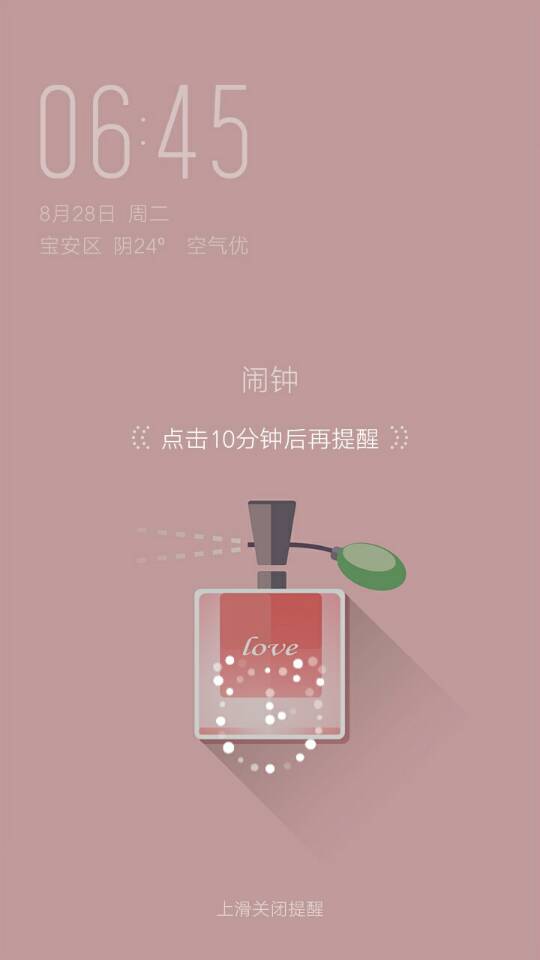 06:45
8月28日 周二
宝安区 阴24° 空气优
闹钟
点击10分钟后再提醒
love
上滑关闭提醒